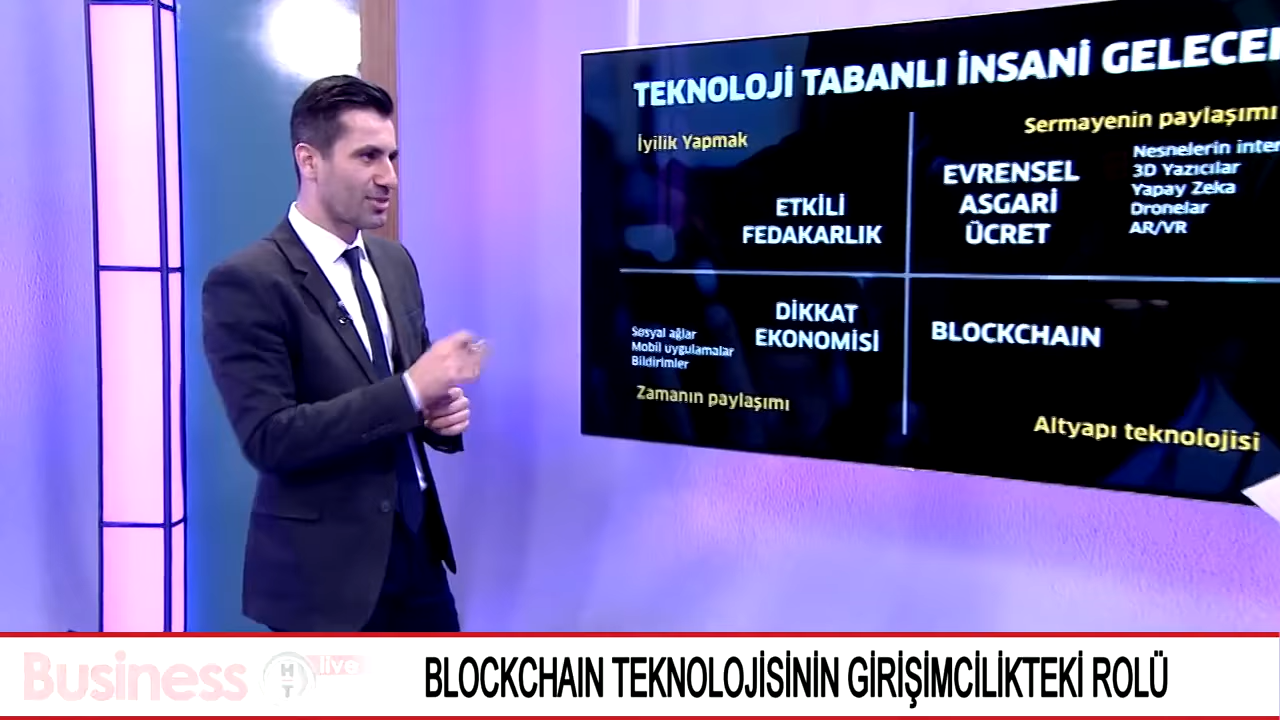 TEKNOLOJİ TABANLI İNSANİ
İyilik Yapmak
ETKİLİ
FEDAKARLIK
Sermayenin paylaşımı
EVRENSEL
ASGARİ
ÜCRET
Nesnelerin
3D Yazıcılar
Yapay Zeka
Dronelar
AR/VR
DİKKAT
EKONOMİSİ
Sosyal ağlar
Mobil uygulamalar
Bildirimler
Zamanın paylaşımı
BLOCKCHAIN
Altyapı teknolojisi
Business HT live
BLOCKCHAIN TEKNOLOJİSİNİN GİRİŞİMCİLİKTEKİ ROLÜ